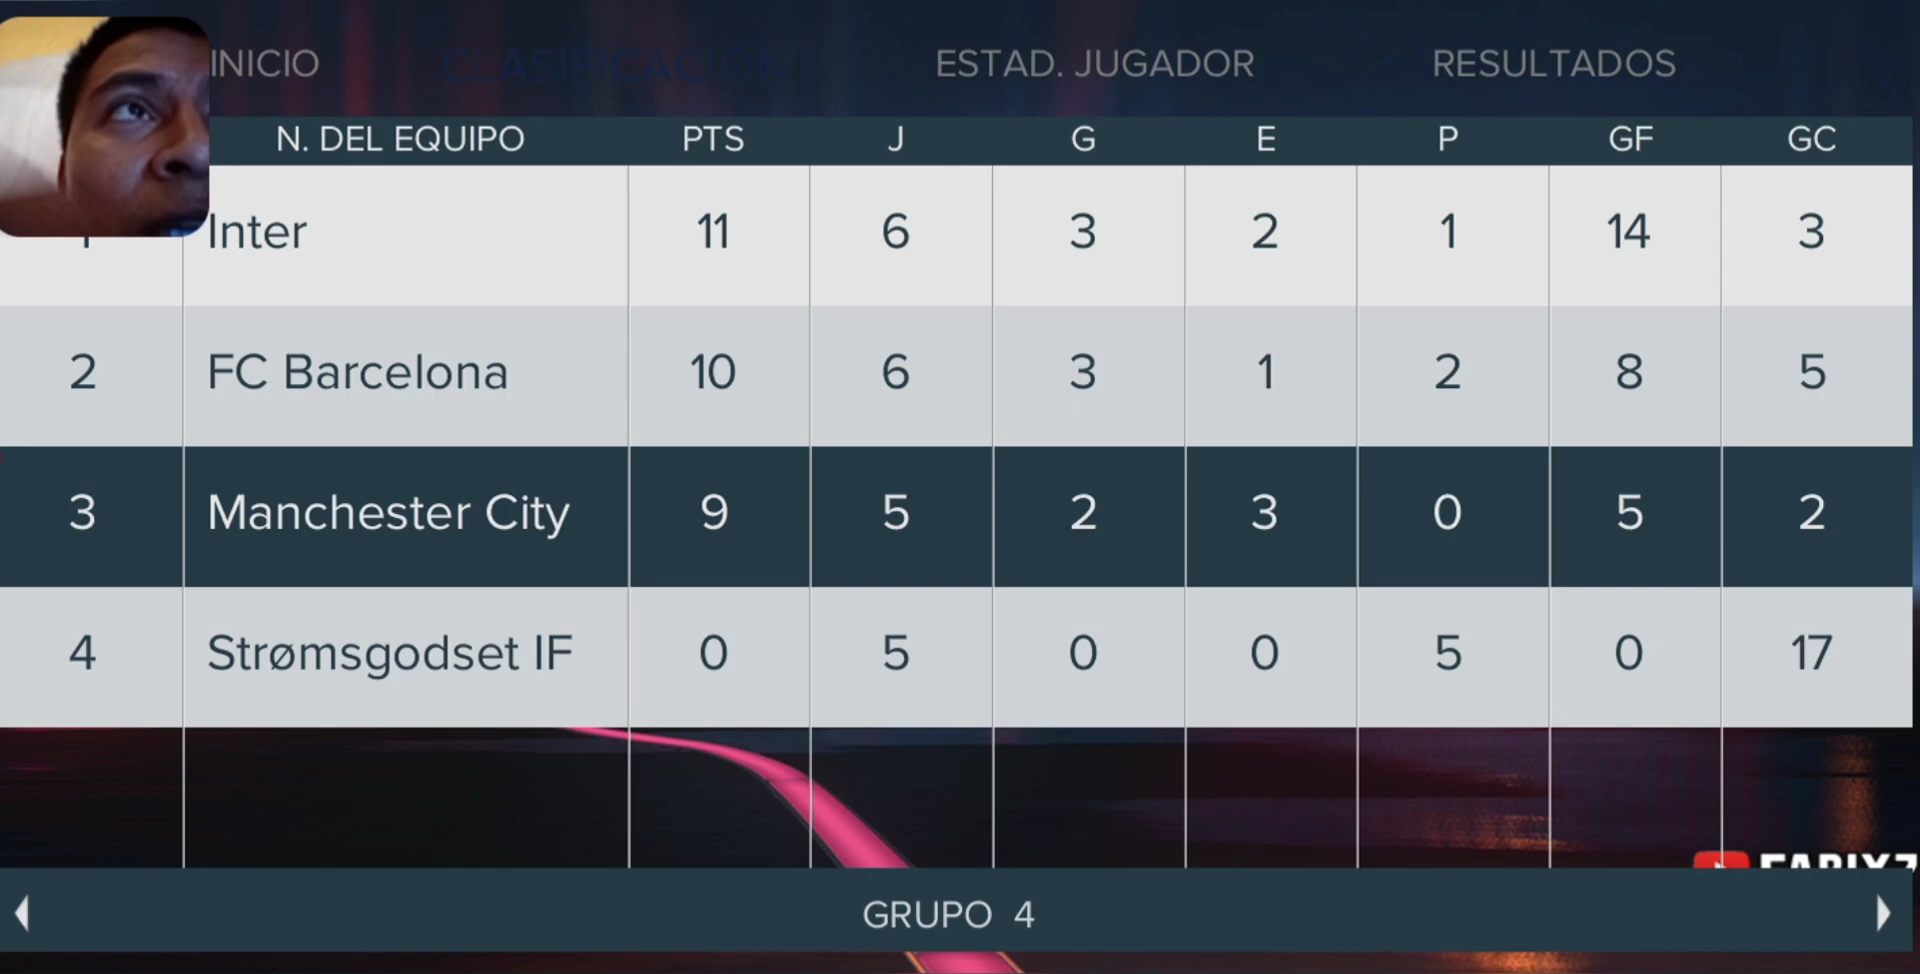 INICIO CLASIFICACIÓN ESTAD. JUGADOR RESULTADOS
N. DEL EQUIPO PTS J G E P GF GC
1 Inter 11 6 3 2 1 14 3
2 FC Barcelona 10 6 3 1 2 8 5
3 Manchester City 9 5 2 3 0 5 2
4 Strømsgodset IF 0 5 0 0 5 0 17
GRUPO 4